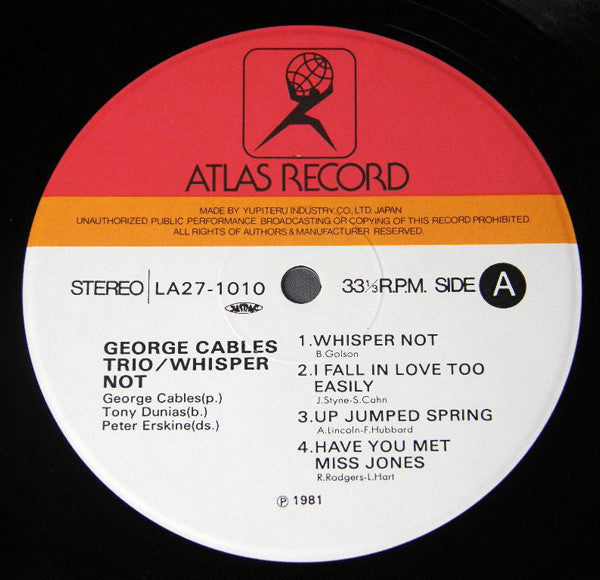 ATLAS RECORD
MADE BY YUPITERU INDUSTRY CO., LTD. JAPAN
UNAUTHORIZED PUBLIC PERFORMANCE BROADCASTING OR COPYING OF THIS RECORD PROHIBITED.
ALL RIGHTS OF AUTHORS & MANUFACTURER RESERVED.
STEREO LA27-1010
JASRAC
33⅓ R.P.M. SIDE A
GEORGE CABLES
TRIO/WHISPER
NOT
George Cables(p.)
Tony Dunias(b.)
Peter Erskine(ds.)
1.WHISPER NOT
B.Golson
2.I FALL IN LOVE TOO
EASILY
J.Styne-S.Cahn
3.UP JUMPED SPRING
A.Lincoln-F.Hubbard
4.HAVE YOU MET
MISS JONES
R.Rodgers-L.Hart
Ⓟ 1981